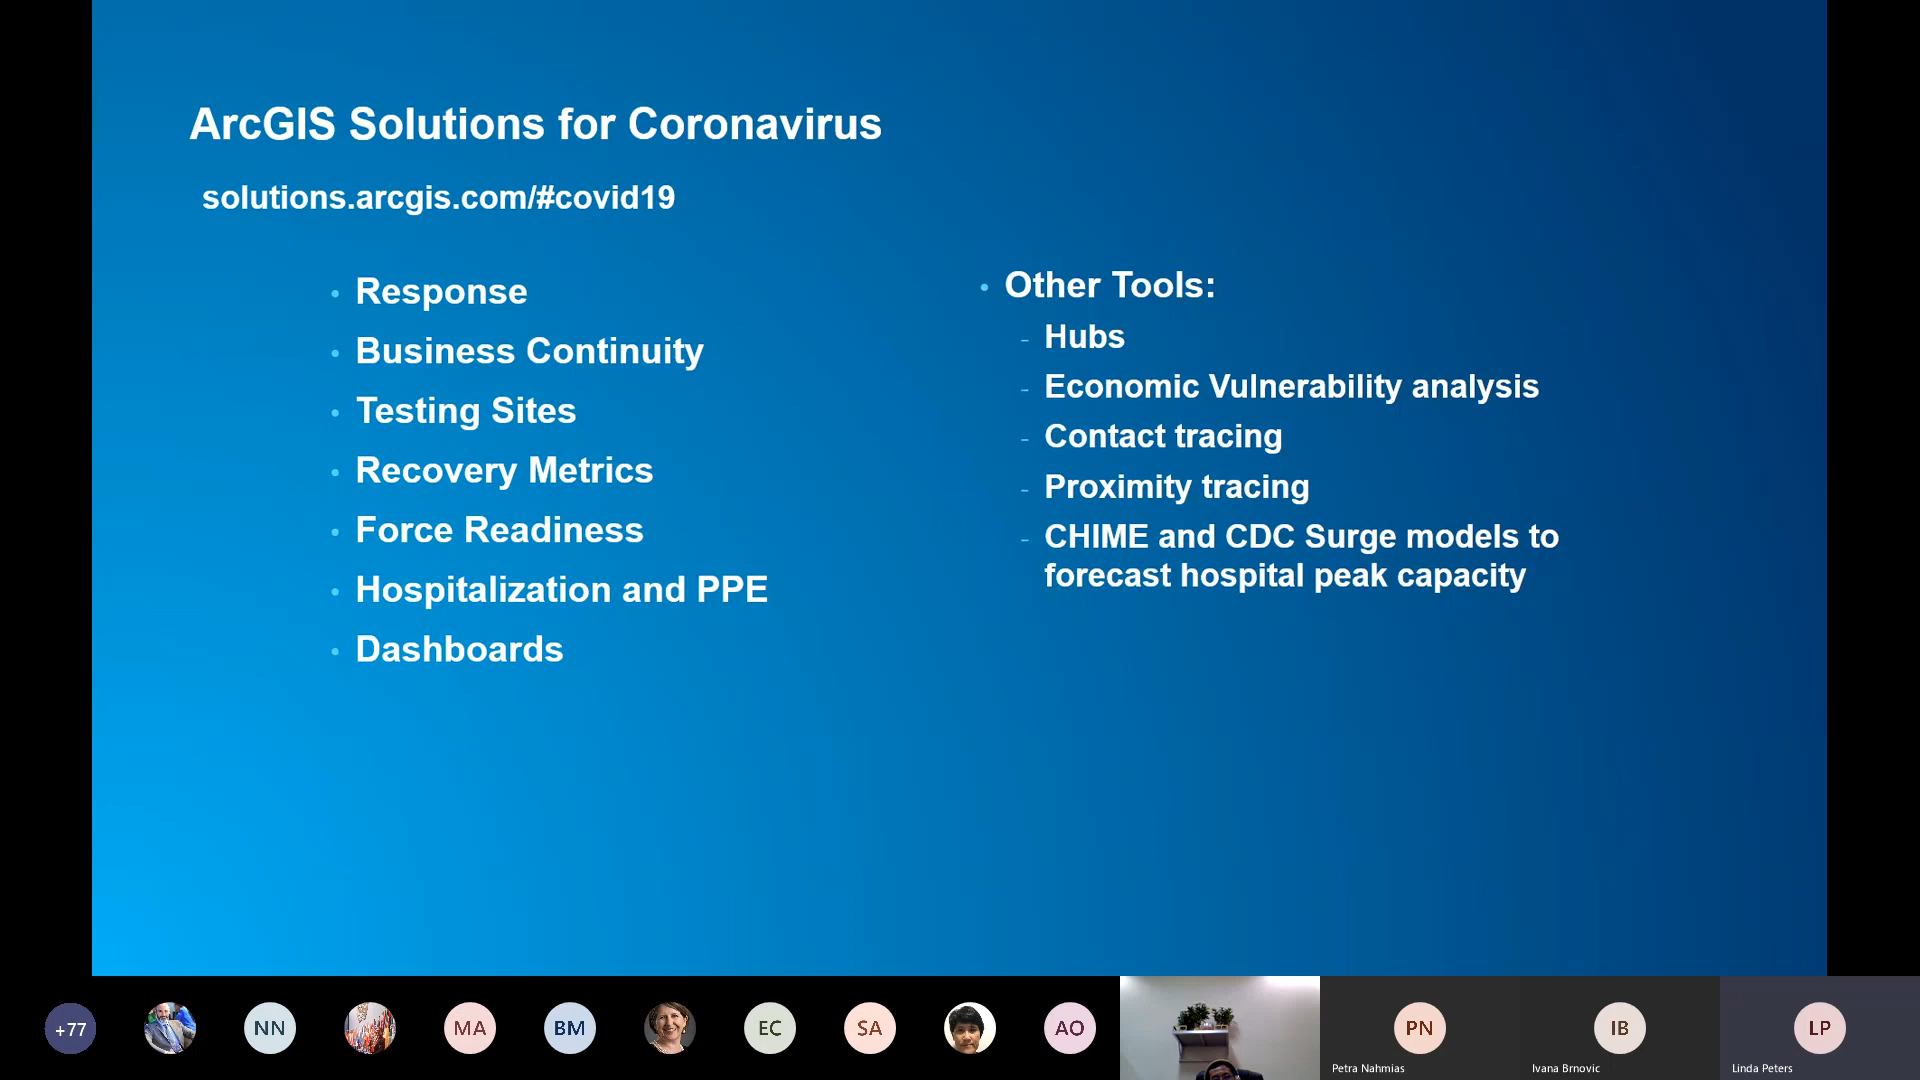 ArcGIS Solutions for Coronavirus
solutions.arcgis.com/#covid19
Response
Business Continuity
Testing Sites
Recovery Metrics
Force Readiness
Hospitalization and PPE
Dashboards
Other Tools:
Hubs
Economic Vulnerability analysis
Contact tracing
Proximity tracing
CHIME and CDC Surge models to
forecast hospital peak capacity
+77
NN
MA
BM
EC
SA
AO
PN
Petra Nahmias
IB
Ivana Brnovic
LP
Linda Peters